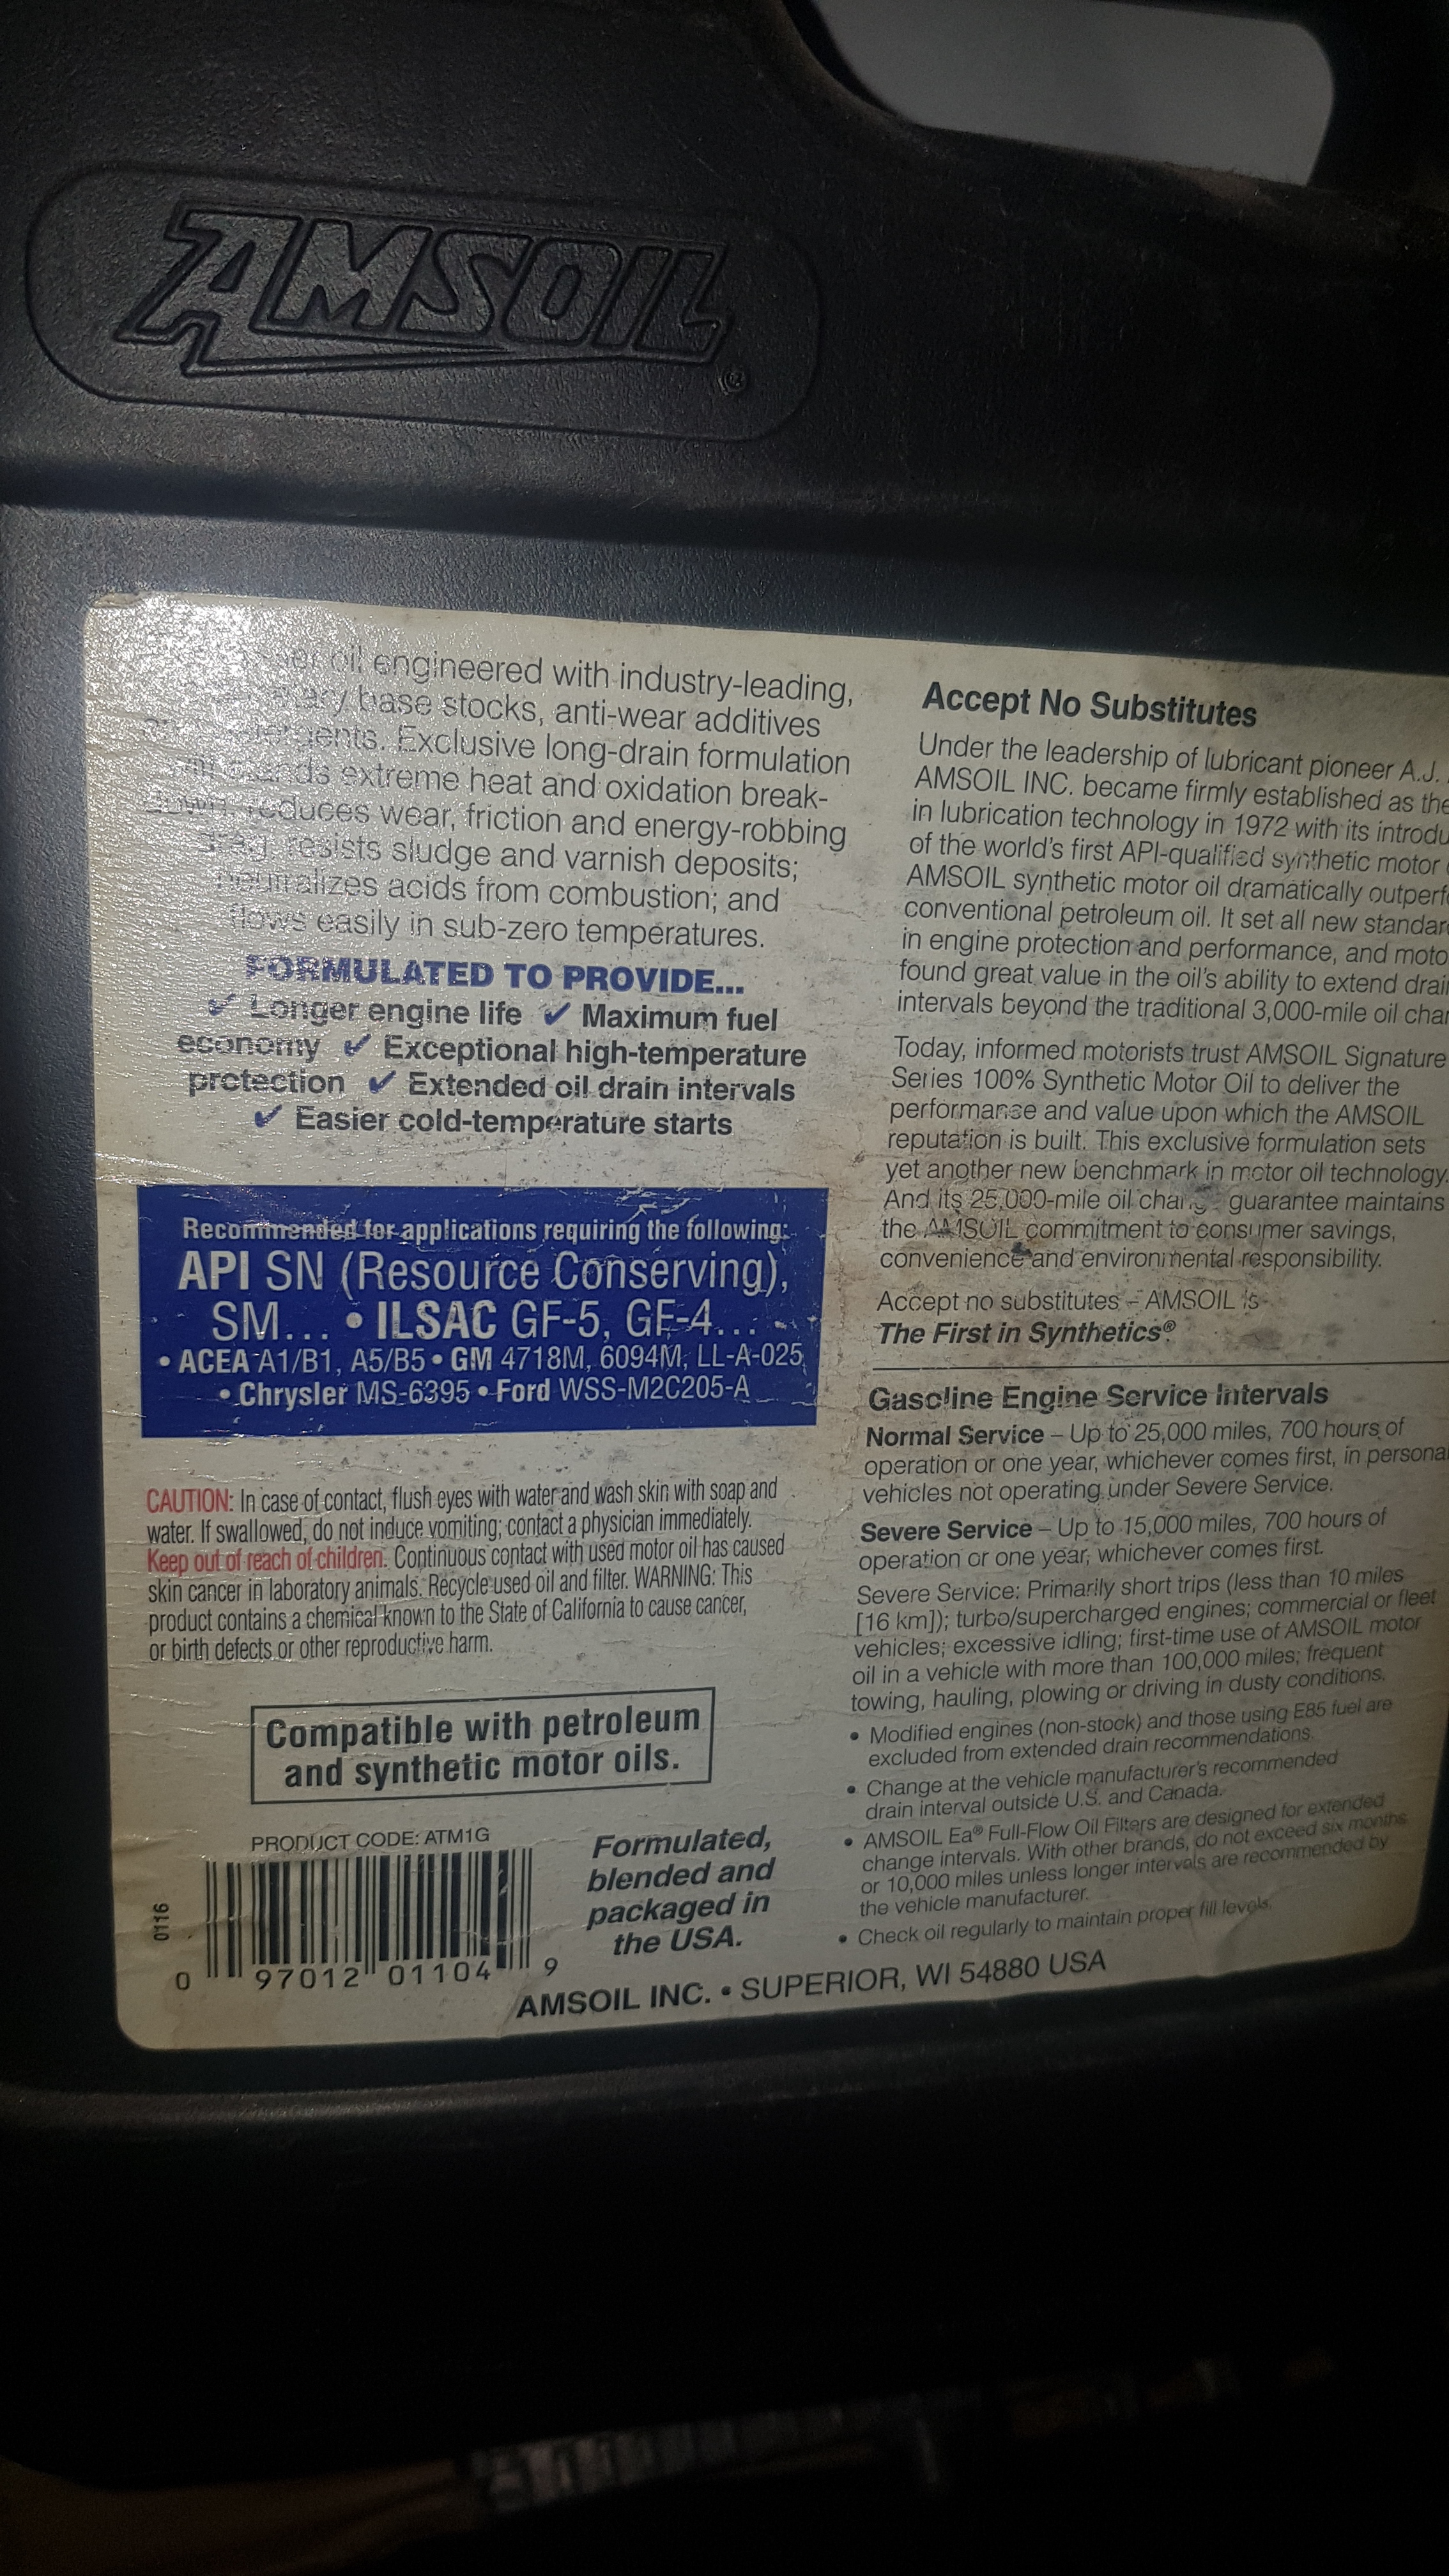 AMSOIL®
oil engineered with industry-leading,
base stocks, anti-wear additives
Exclusive long-drain formulation
extreme heat and oxidation break-
down, reduces wear, friction and energy-robbing
drag, resists sludge and varnish deposits;
neutralizes acids from combustion; and
flows easily in sub-zero temperatures.
FORMULATED TO PROVIDE...
✔ Longer engine life ✔ Maximum fuel
economy ✔ Exceptional high-temperature
protection ✔ Extended oil drain intervals
✔ Easier cold-temperature starts
Recommended for applications requiring the following:
API SN (Resource Conserving),
SM... • ILSAC GF-5, GF-4...
• ACEA A1/B1, A5/B5 • GM 4718M, 6094M, LL-A-025,
• Chrysler MS-6395 • Ford WSS-M2C205-A
CAUTION: In case of contact, flush eyes with water and wash skin with soap and
water. If swallowed, do not induce vomiting; contact a physician immediately.
Keep out of reach of children. Continuous contact with used motor oil has caused
skin cancer in laboratory animals. Recycle used oil and filter. WARNING: This
product contains a chemical known to the State of California to cause cancer,
or birth defects or other reproductive harm.
Compatible with petroleum
and synthetic motor oils.
PRODUCT CODE: ATM1G
0116
0 97012 01104 9
Formulated,
blended and
packaged in
the USA.
Accept No Substitutes
Under the leadership of lubricant pioneer A.J.
AMSOIL INC. became firmly established as the
in lubrication technology in 1972 with its introdu
of the world's first API-qualified synthetic motor
AMSOIL synthetic motor oil dramatically outperf
conventional petroleum oil. It set all new standar
in engine protection and performance, and moto
found great value in the oil's ability to extend drai
intervals beyond the traditional 3,000-mile oil cha
Today, informed motorists trust AMSOIL Signature
Series 100% Synthetic Motor Oil to deliver the
performance and value upon which the AMSOIL
reputation is built. This exclusive formulation sets
yet another new benchmark in motor oil technology.
And its 25,000-mile oil change guarantee maintains
the AMSOIL commitment to consumer savings,
convenience and environmental responsibility.
Accept no substitutes – AMSOIL is
The First in Synthetics®
Gasoline Engine Service Intervals
Normal Service – Up to 25,000 miles, 700 hours of
operation or one year, whichever comes first, in personal
vehicles not operating under Severe Service.
Severe Service – Up to 15,000 miles, 700 hours of
operation or one year, whichever comes first.
Severe Service: Primarily short trips (less than 10 miles
[16 km]); turbo/supercharged engines; commercial or fleet
vehicles; excessive idling; first-time use of AMSOIL motor
oil in a vehicle with more than 100,000 miles; frequent
towing, hauling, plowing or driving in dusty conditions.
• Modified engines (non-stock) and those using E85 fuel are
excluded from extended drain recommendations.
• Change at the vehicle manufacturer's recommended
drain interval outside U.S. and Canada.
• AMSOIL Ea® Full-Flow Oil Filters are designed for extended
change intervals. With other brands, do not exceed six months
or 10,000 miles unless longer intervals are recommended by
the vehicle manufacturer.
• Check oil regularly to maintain proper fill levels.
AMSOIL INC. • SUPERIOR, WI 54880 USA